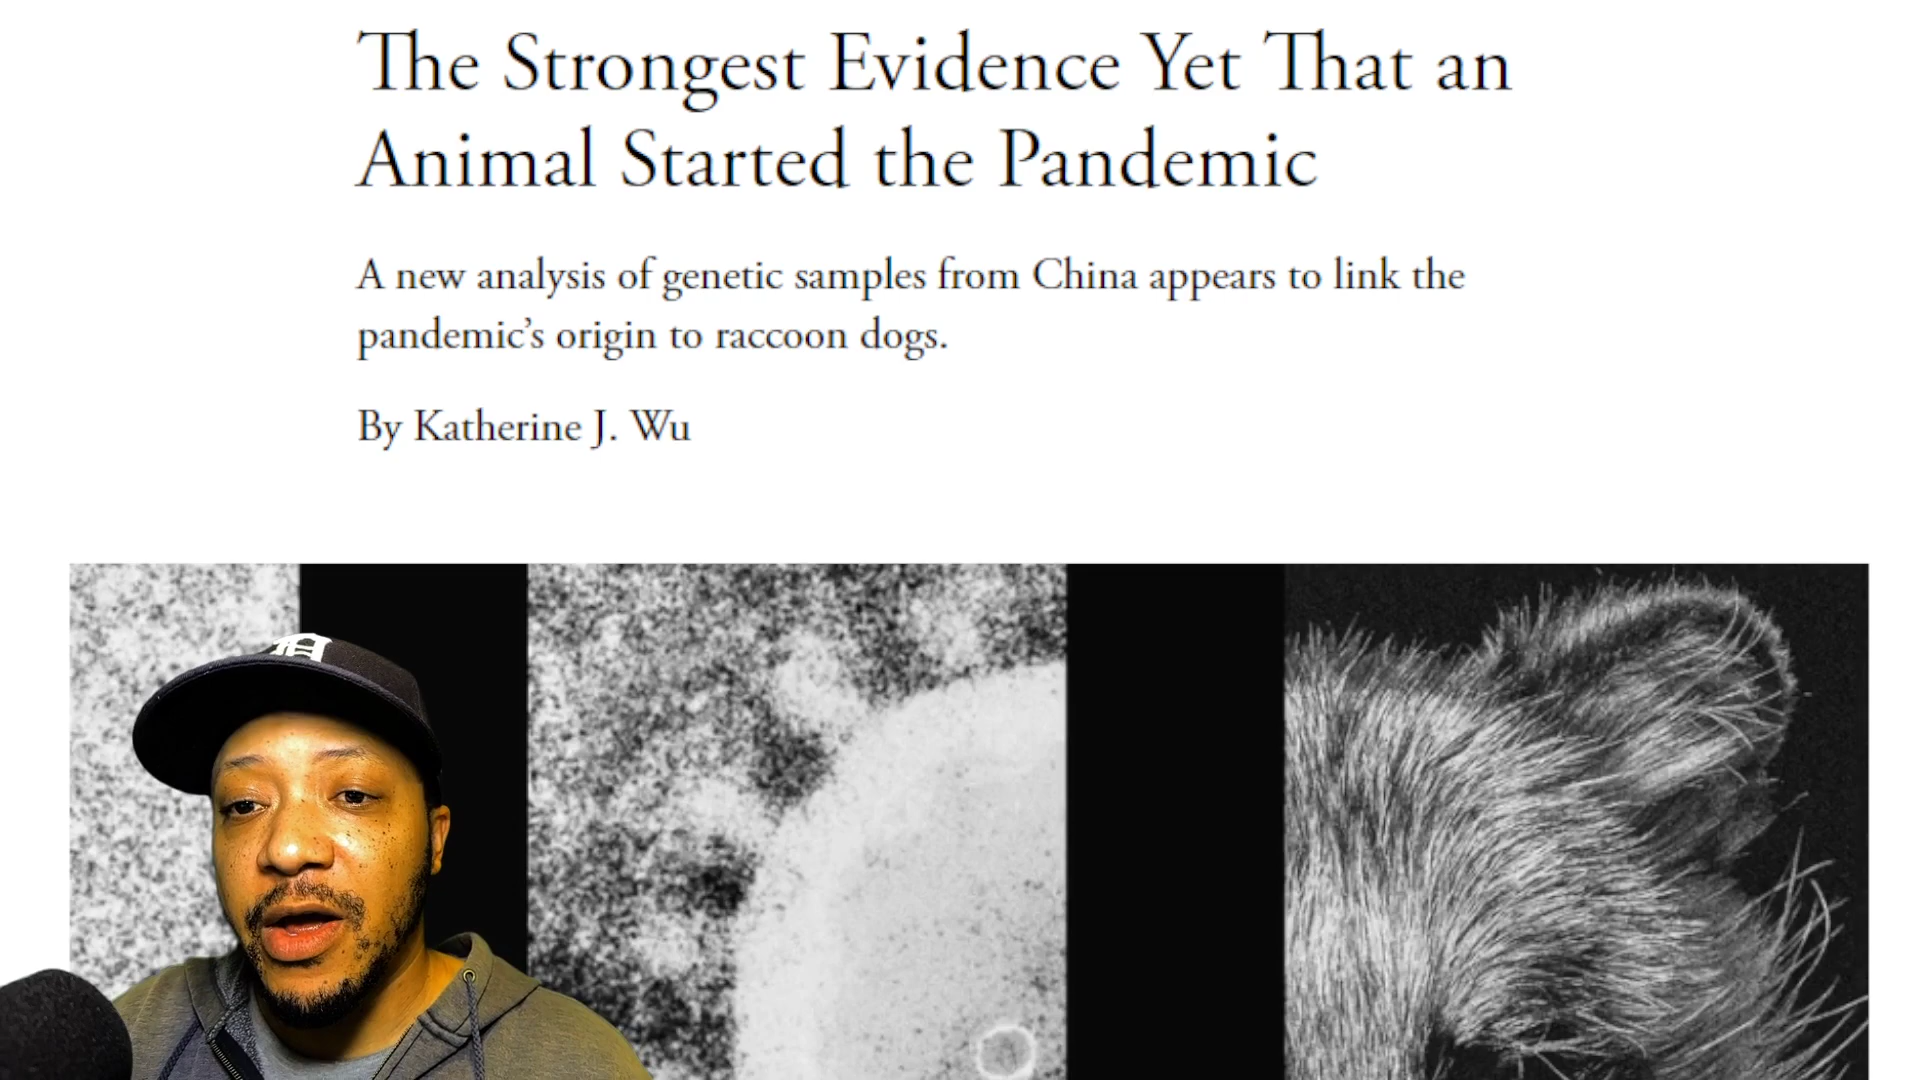 The Strongest Evidence Yet That an
Animal Started the Pandemic
A new analysis of genetic samples from China appears to link the
pandemic’s origin to raccoon dogs.
By Katherine J. Wu
D